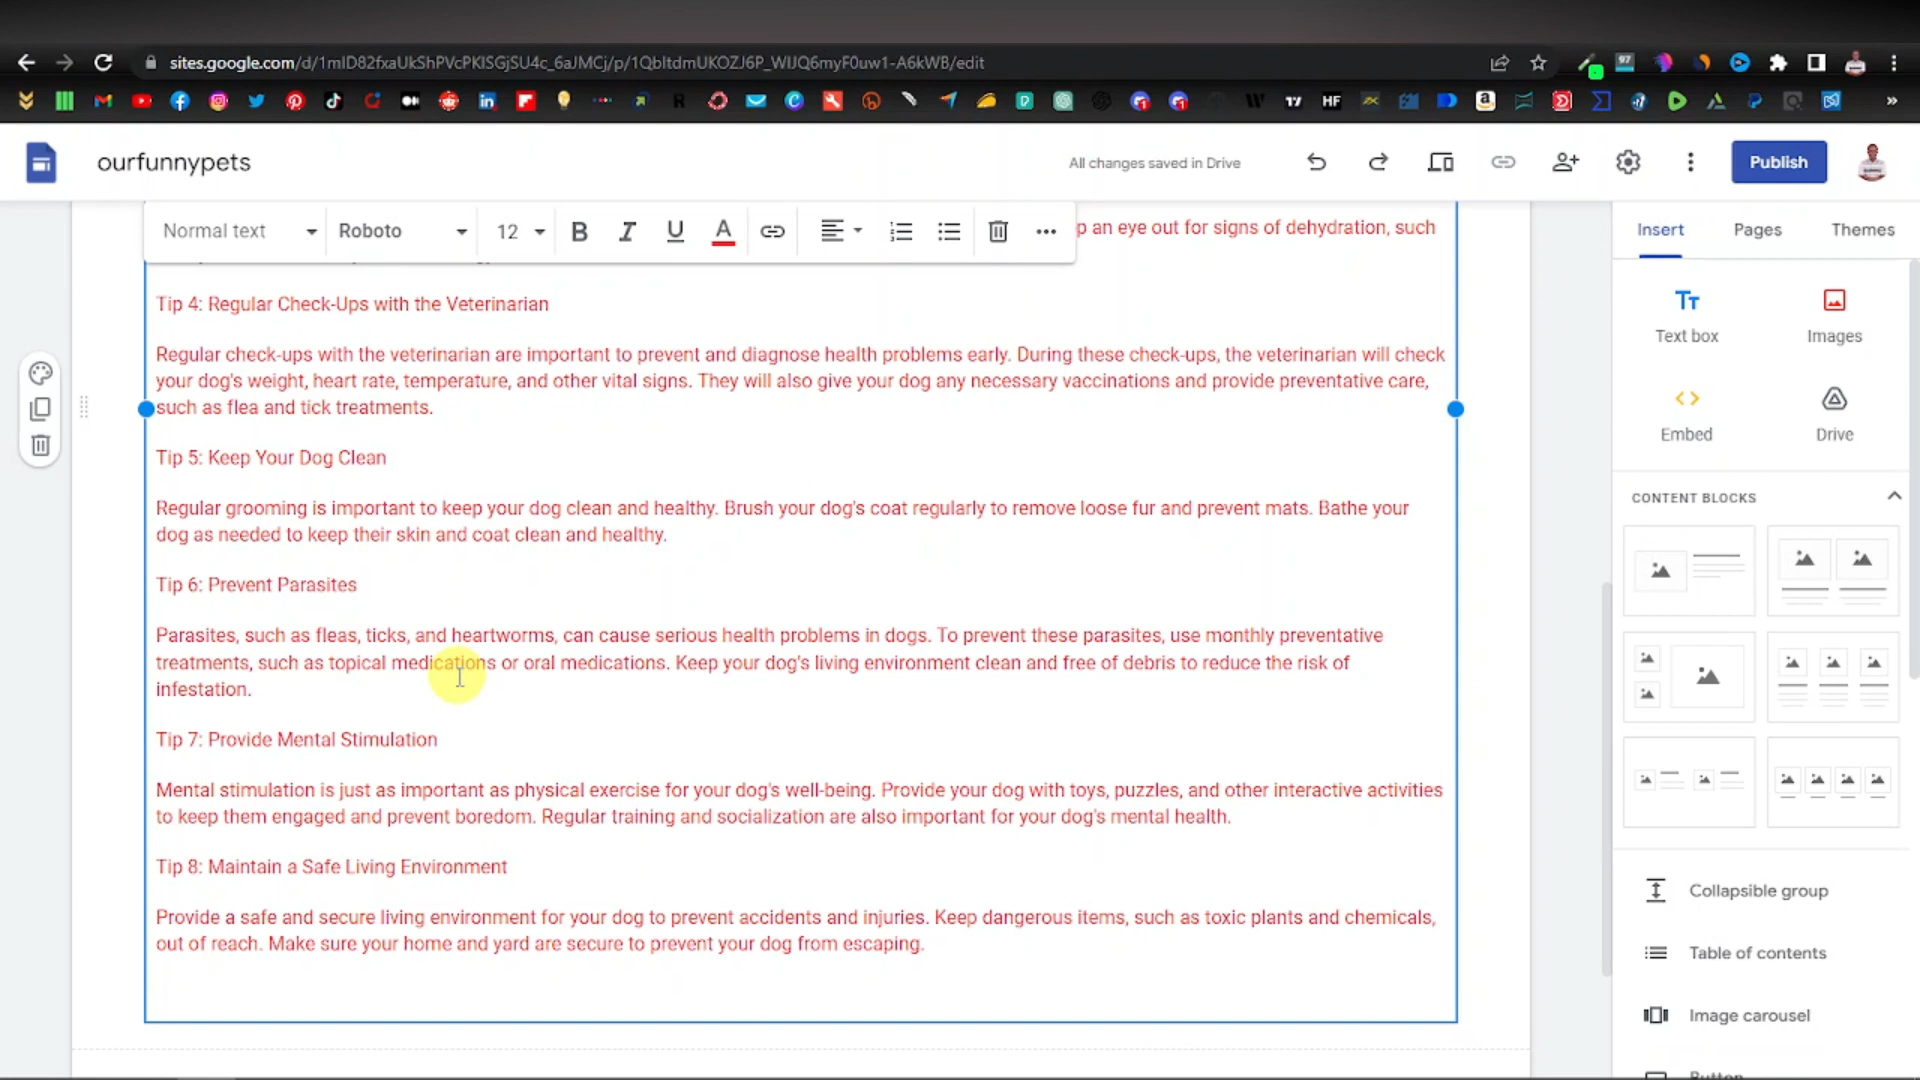 sites.google.com/d/1mID82fxaUkShPVcPKlSGjSU4c_6aJMCj/p/1QbltdmUKOZJ6P_WlJQ6myF0uw1-A6kWB/edit
97
HF
ourfunnypets
All changes saved in Drive
Publish
Normal text
Roboto
12
B
I
U
A
p an eye out for signs of dehydration, such
Insert
Pages
Themes
Tip 4: Regular Check-Ups with the Veterinarian
Regular check-ups with the veterinarian are important to prevent and diagnose health problems early. During these check-ups, the veterinarian will check
your dog's weight, heart rate, temperature, and other vital signs. They will also give your dog any necessary vaccinations and provide preventative care,
such as flea and tick treatments.
Tip 5: Keep Your Dog Clean
Regular grooming is important to keep your dog clean and healthy. Brush your dog's coat regularly to remove loose fur and prevent mats. Bathe your
dog as needed to keep their skin and coat clean and healthy.
Tip 6: Prevent Parasites
Parasites, such as fleas, ticks, and heartworms, can cause serious health problems in dogs. To prevent these parasites, use monthly preventative
treatments, such as topical medications or oral medications. Keep your dog's living environment clean and free of debris to reduce the risk of
infestation.
Tip 7: Provide Mental Stimulation
Mental stimulation is just as important as physical exercise for your dog's well-being. Provide your dog with toys, puzzles, and other interactive activities
to keep them engaged and prevent boredom. Regular training and socialization are also important for your dog's mental health.
Tip 8: Maintain a Safe Living Environment
Provide a safe and secure living environment for your dog to prevent accidents and injuries. Keep dangerous items, such as toxic plants and chemicals,
out of reach. Make sure your home and yard are secure to prevent your dog from escaping.
Tt
Text box
Images
Embed
Drive
CONTENT BLOCKS
Collapsible group
Table of contents
Image carousel
Button